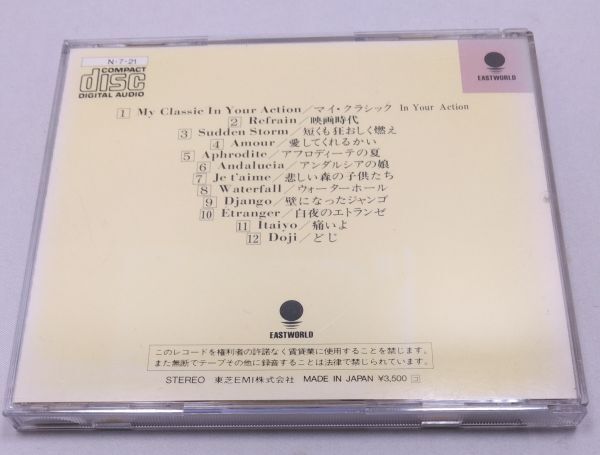 N・7・21
COMPACT
disc
DIGITAL AUDIO
EASTWORLD
1 My Classic In Your Action/マイ・クラシック In Your Action
2 Refrain/映画時代
3 Sudden Storm/短くも狂おしく燃え
4 Amour/愛してくれるかい
5 Aphrodite/アフロディーテの夏
6 Andalucia/アンダルシアの娘
7 Je t'aime/悲しい森の子供たち
8 Waterfall/ウォーターホール
9 Django/壁になったジャンゴ
10 Etranger/白夜のエトランゼ
11 Itaiyo/痛いよ
12 Doji/どじ
EASTWORLD
このレコードを権利者の許諾なく賃貸業に使用することを禁じます。
また無断でテープその他に録音することは法律で禁じられています。
STEREO 東芝EMI株式会社 MADE IN JAPAN ¥3,500 コ